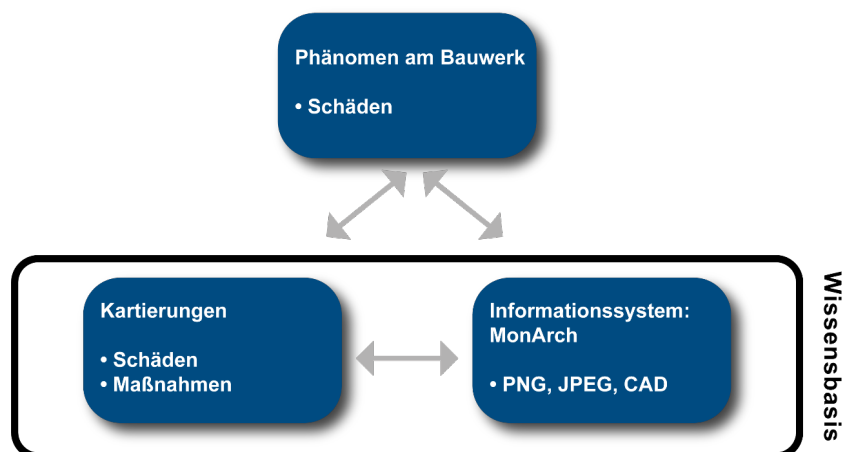 Phänomen am Bauwerk
• Schäden
Kartierungen
• Schäden
• Maßnahmen
Informationssystem:
MonArch
• PNG, JPEG, CAD
Wissensbasis